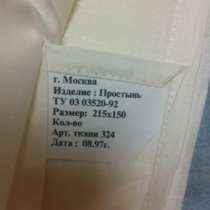 г. Москва
Изделие : Простынь
ТУ 03 03520-92
Размер: 215х150
Кол-во
Арт. ткани 324
Дата : 08.97г.